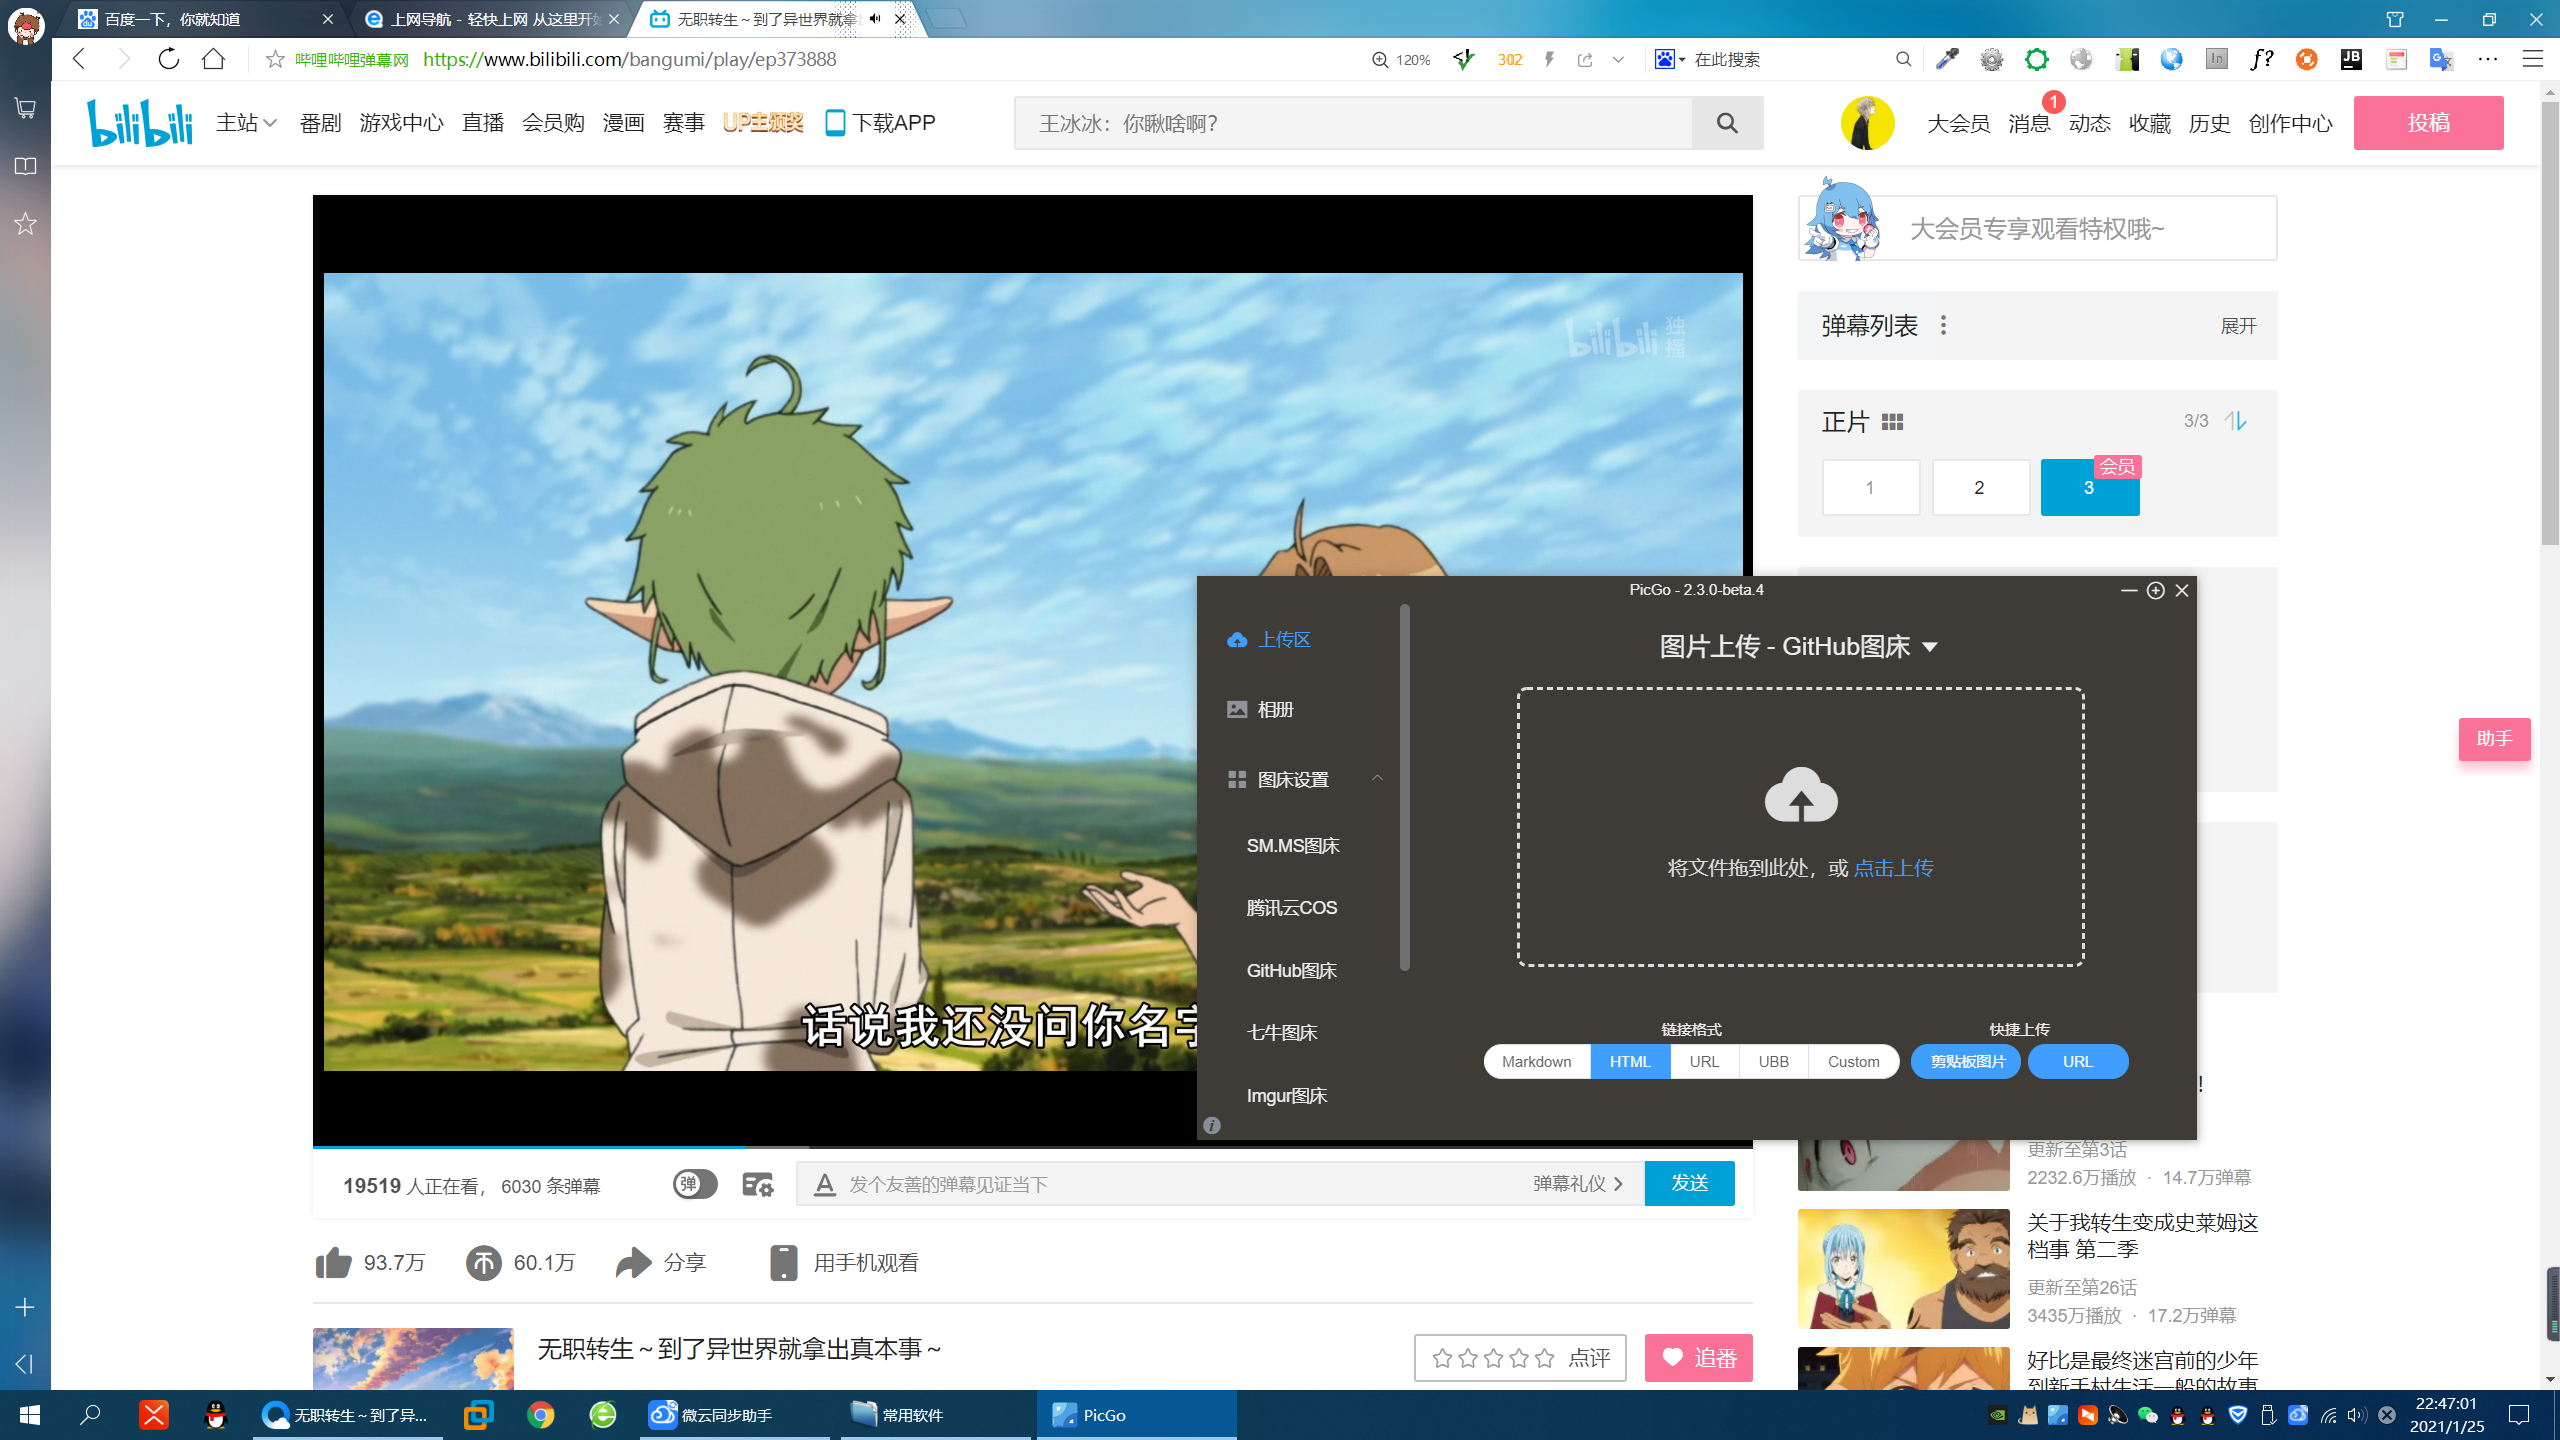 百度一下，你就知道
上网导航 - 轻快上网 从这里开始
无职转生～到了异世界就拿出
哔哩哔哩弹幕网 https://www.bilibili.com/bangumi/play/ep373888
120%
302
在此搜索
In
f?
JB
bilibili
主站
番剧
游戏中心
直播
会员购
漫画
赛事
UP主颁奖
下载APP
王冰冰：你瞅啥啊？
大会员
消息
1
动态
收藏
历史
创作中心
投稿
bilibili 独播
大会员专享观看特权哦~
弹幕列表
展开
正片
3/3
1
2
3
会员
话说我还没问你名字
助手
PicGo - 2.3.0-beta.4
上传区
相册
图床设置
SM.MS图床
腾讯云COS
GitHub图床
七牛图床
Imgur图床
图片上传 - GitHub图床
将文件拖到此处，或 点击上传
链接格式
快捷上传
Markdown
HTML
URL
UBB
Custom
剪贴板图片
URL
!
更新至第3话
2232.6万播放 · 14.7万弹幕
19519 人正在看， 6030 条弹幕
弹
发个友善的弹幕见证当下
弹幕礼仪
发送
93.7万
60.1万
分享
用手机观看
关于我转生变成史莱姆这
档事 第二季
更新至第26话
3435万播放 · 17.2万弹幕
无职转生～到了异世界就拿出真本事～
点评
追番
好比是最终迷宫前的少年
到新手村生活一般的故事
无职转生～到了异...
微云同步助手
常用软件
PicGo
22:47:01
2021/1/25